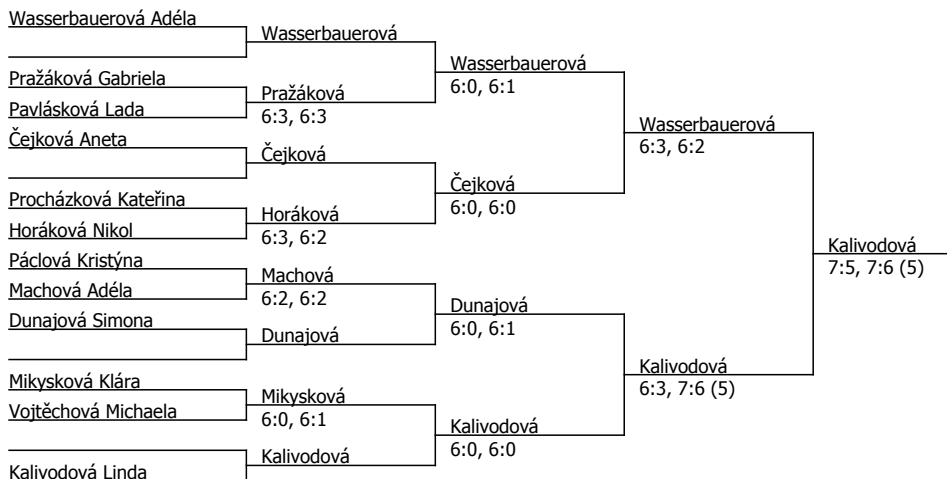 Wasserbauerová Adéla
Wasserbauerová
Wasserbauerová
6:0, 6:1
Pražáková Gabriela
Pražáková
6:3, 6:3
Pavlásková Lada
Wasserbauerová
6:3, 6:2
Čejková Aneta
Čejková
Čejková
6:0, 6:0
Procházková Kateřina
Horáková
6:3, 6:2
Horáková Nikol
Kalivodová
7:5, 7:6 (5)
Páclová Kristýna
Machová
6:2, 6:2
Machová Adéla
Dunajová
6:0, 6:1
Dunajová Simona
Dunajová
Kalivodová
6:3, 7:6 (5)
Mikysková Klára
Mikysková
6:0, 6:1
Vojtěchová Michaela
Kalivodová
6:0, 6:0
Kalivodová
Kalivodová Linda